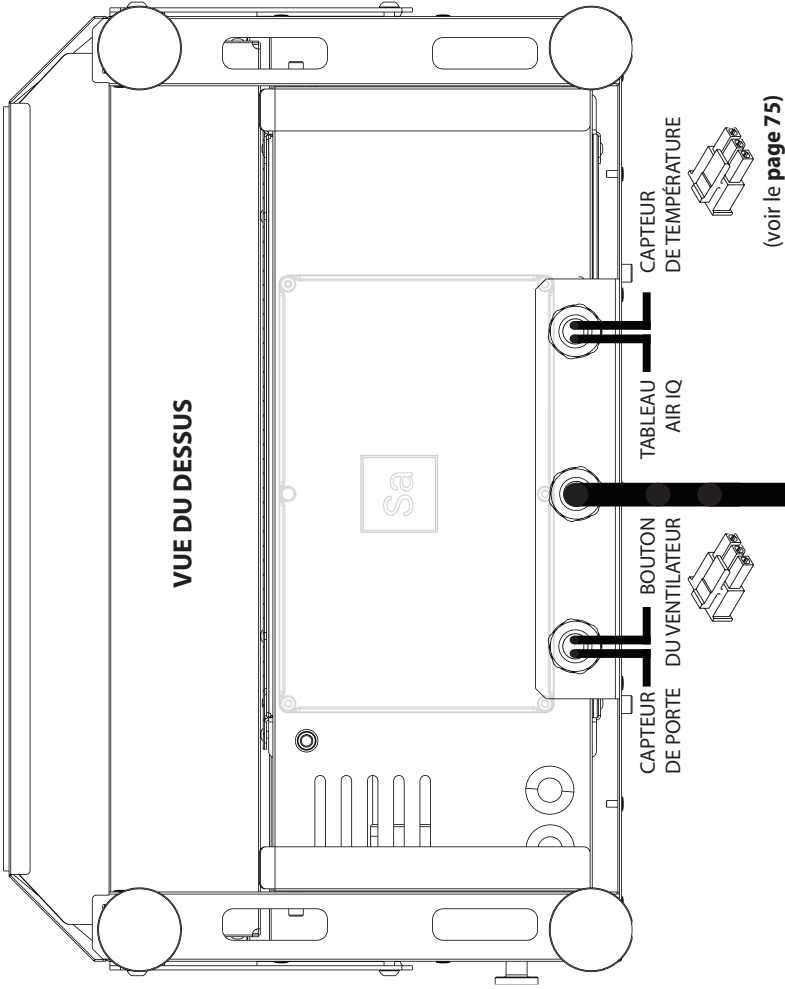 VUE DU DESSUS
Sa
CAPTEUR
DE PORTE
BOUTON
DU VENTILATEUR
TABLEAU
AIR IQ
CAPTEUR
DE TEMPÉRATURE
(voir le page 75)